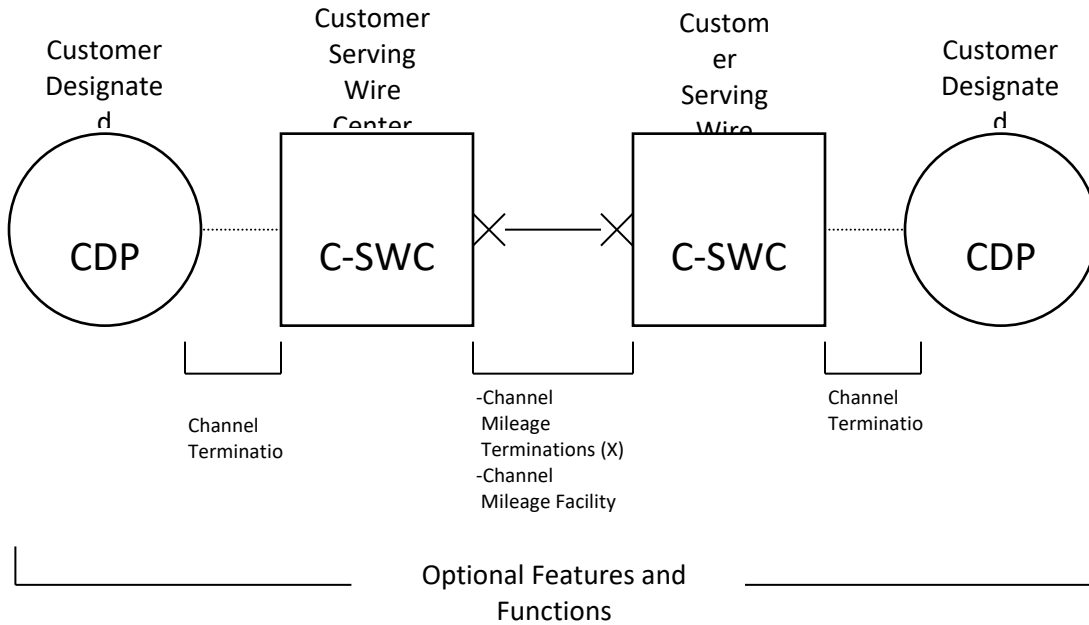 Customer
Designate
d
Customer
Serving
Wire
Center
Custom
er
Serving
Wire
Customer
Designate
d
CDP
C-SWC
C-SWC
CDP
Channel
Terminatio
-Channel
Mileage
Terminations (X)
-Channel
Mileage Facility
Channel
Terminatio
Optional Features and
Functions